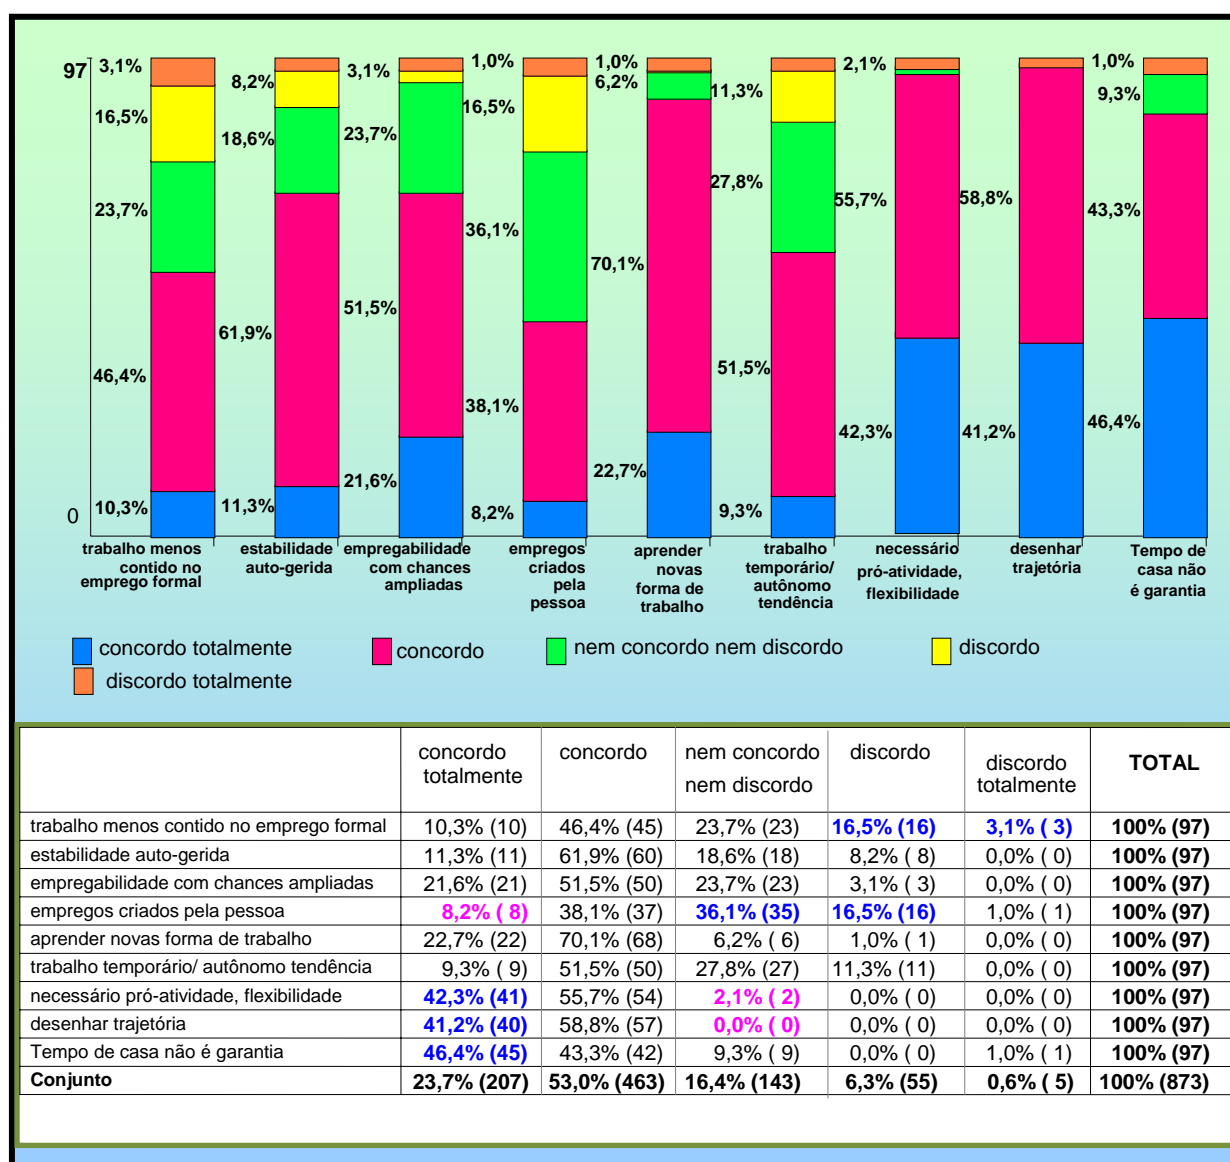 97
3,1%
16,5%
23,7%
46,4%
10,3%
0
8,2%
18,6%
61,9%
11,3%
3,1%
23,7%
51,5%
21,6%
1,0%
16,5%
36,1%
38,1%
8,2%
1,0%
6,2%
70,1%
22,7%
11,3%
27,8%
51,5%
9,3%
2,1%
55,7%
42,3%
58,8%
41,2%
1,0%
9,3%
43,3%
46,4%
trabalho menos
contido no
emprego formal
estabilidade
auto-gerida
empregabilidade
com chances
ampliadas
empregos
criados
pela
pessoa
aprender
novas
forma de
trabalho
trabalho
temporário/
autônomo
tendência
necessário
pró-atividade,
flexibilidade
desenhar
trajetória
Tempo de
casa não
é garantia
concordo totalmente
concordo
nem concordo nem discordo
discordo
discordo totalmente
concordo totalmente concordo nem concordo nem discordo discordo discordo totalmente TOTAL
trabalho menos contido no emprego formal 10,3% (10) 46,4% (45) 23,7% (23) 16,5% (16) 3,1% ( 3) 100% (97)
estabilidade auto-gerida 11,3% (11) 61,9% (60) 18,6% (18) 8,2% ( 8) 0,0% ( 0) 100% (97)
empregabilidade com chances ampliadas 21,6% (21) 51,5% (50) 23,7% (23) 3,1% ( 3) 0,0% ( 0) 100% (97)
empregos criados pela pessoa 8,2% ( 8) 38,1% (37) 36,1% (35) 16,5% (16) 1,0% ( 1) 100% (97)
aprender novas forma de trabalho 22,7% (22) 70,1% (68) 6,2% ( 6) 1,0% ( 1) 0,0% ( 0) 100% (97)
trabalho temporário/ autônomo tendência 9,3% ( 9) 51,5% (50) 27,8% (27) 11,3% (11) 0,0% ( 0) 100% (97)
necessário pró-atividade, flexibilidade 42,3% (41) 55,7% (54) 2,1% ( 2) 0,0% ( 0) 0,0% ( 0) 100% (97)
desenhar trajetória 41,2% (40) 58,8% (57) 0,0% ( 0) 0,0% ( 0) 0,0% ( 0) 100% (97)
Tempo de casa não é garantia 46,4% (45) 43,3% (42) 9,3% ( 9) 0,0% ( 0) 1,0% ( 1) 100% (97)
Conjunto 23,7% (207) 53,0% (463) 16,4% (143) 6,3% (55) 0,6% ( 5) 100% (873)